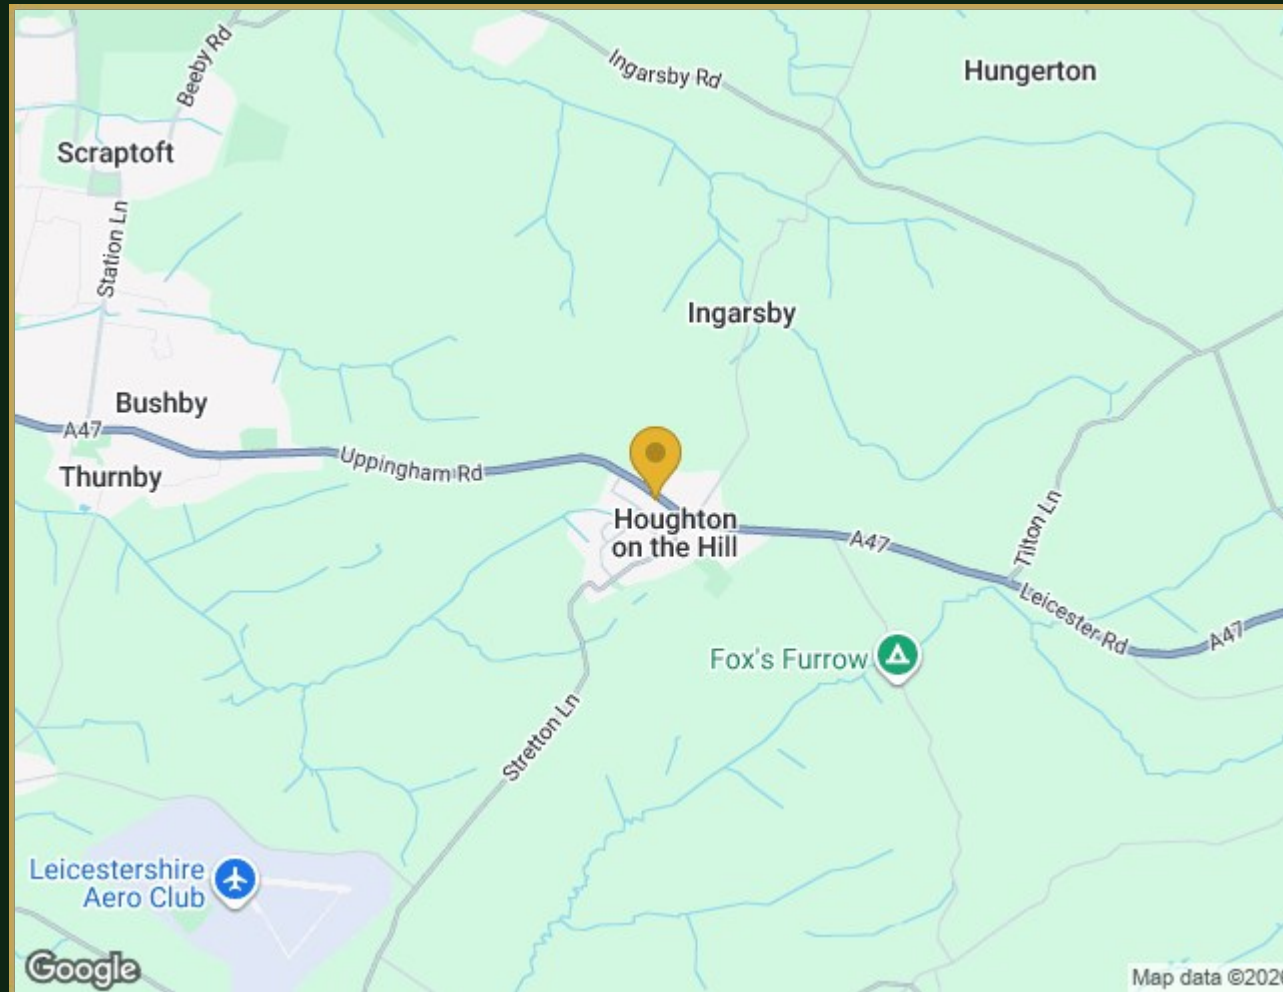 Beeby Rd
Ingarsby Rd
Hungerton
Scraptoft
Station Ln
Ingarsby
Bushby
A47
Uppingham Rd
Thurnby
Houghton
on the Hill
A47
Tilton Ln
Leicester Rd
A47
Fox's Furrow
Stretton Ln
Leicestershire
Aero Club
Google
Map data ©2026